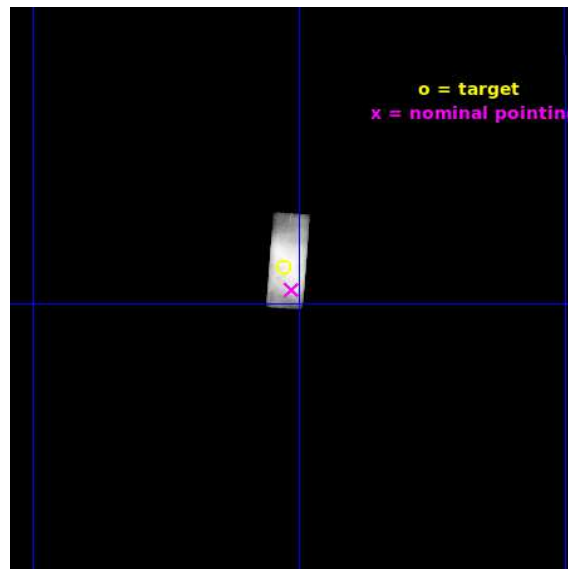 o = target
x = nominal pointin